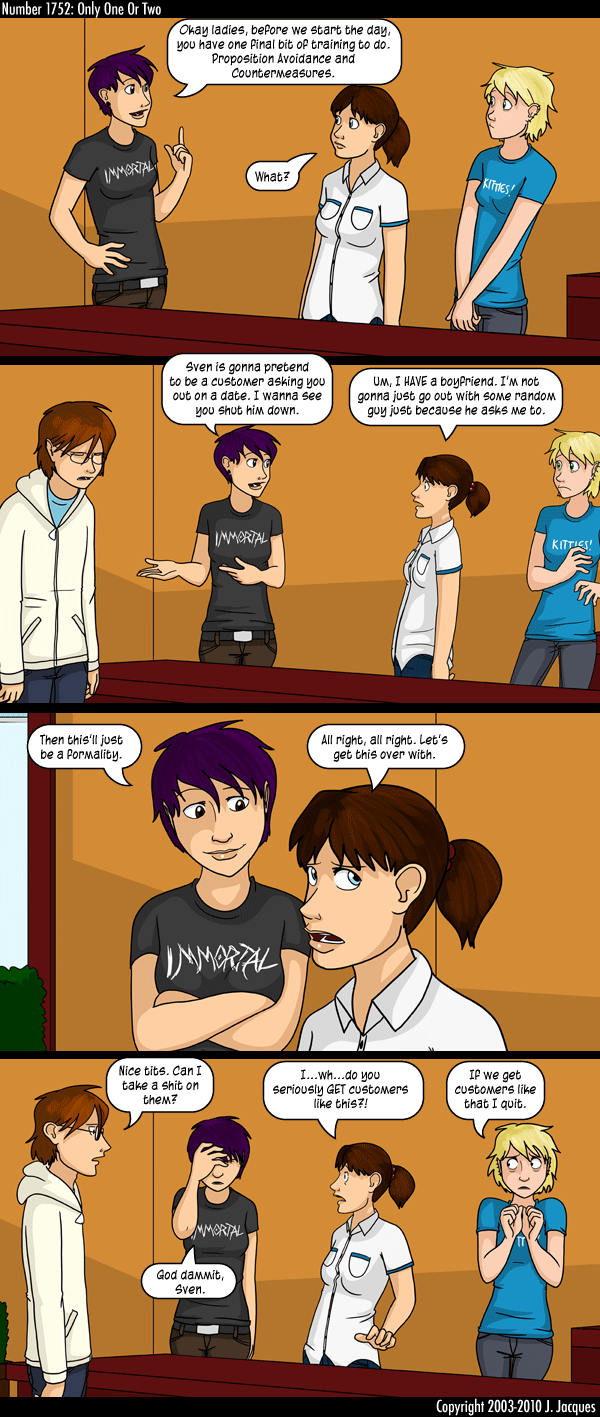 Number 1752: Only One Or Two
Okay ladies, before we start the day,
you have one final bit of training to do.
Proposition Avoidance and
Countermeasures.
What?
IMMORTAL
KITTIES!
Sven is gonna pretend
to be a customer asking you
out on a date. I wanna see
you shut him down.
Um, I HAVE a boyfriend. I'm not
gonna just go out with some random
guy just because he asks me to.
IMMORTAL
KITTIES!
Then this'll just
be a formality.
All right, all right. Let's
get this over with.
IMMORTAL
Nice tits. Can I
take a shit on
them?
I...wh...do you
seriously GET customers
like this?!
If we get
customers like
that I quit.
IMMORTAL
God dammit,
Sven.
Copyright 2003-2010 J. Jacques